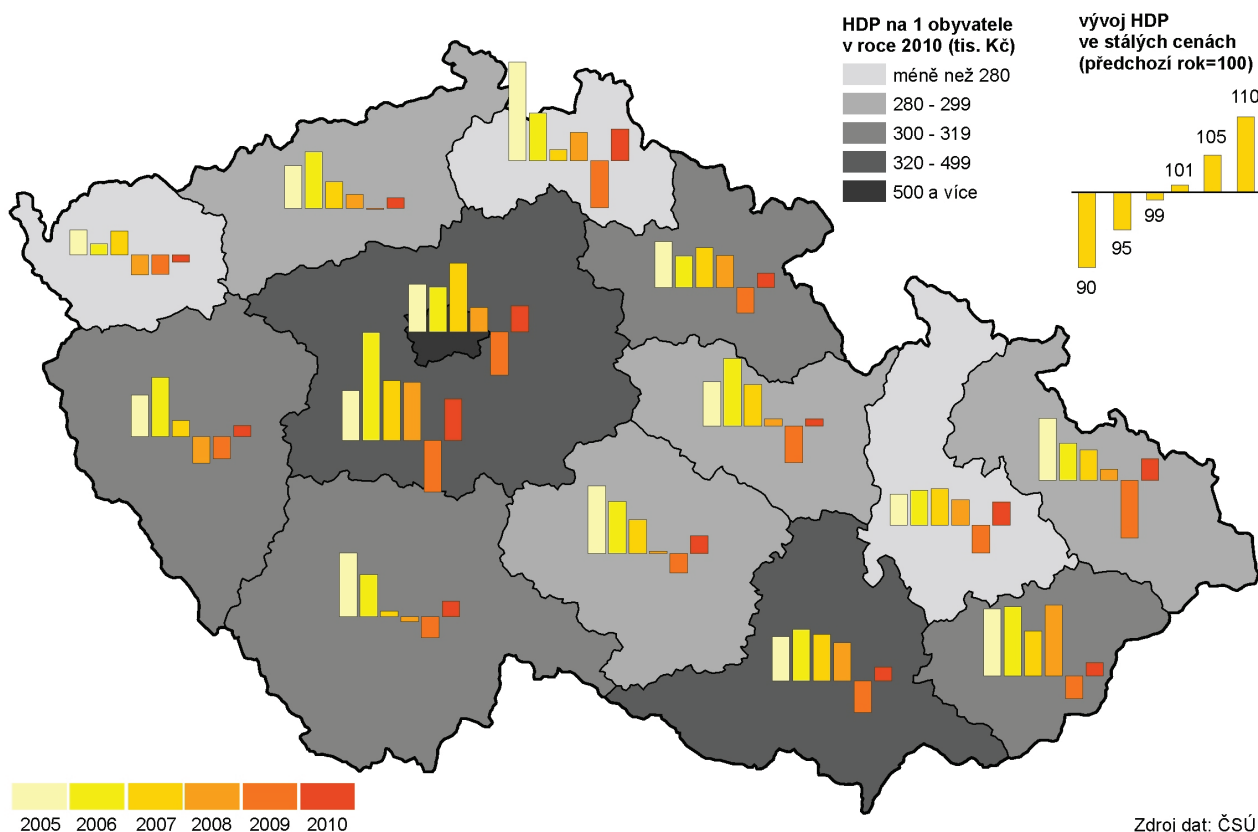 HDP na 1 obyvatele
v roce 2010 (tis. Kč)
méně než 280
280 - 299
300 - 319
320 - 499
500 a více
vývoj HDP
ve stálých cenách
(předchozí rok=100)
110
105
101
99
95
90
2005 2006 2007 2008 2009 2010
Zdroj dat: ČSÚ